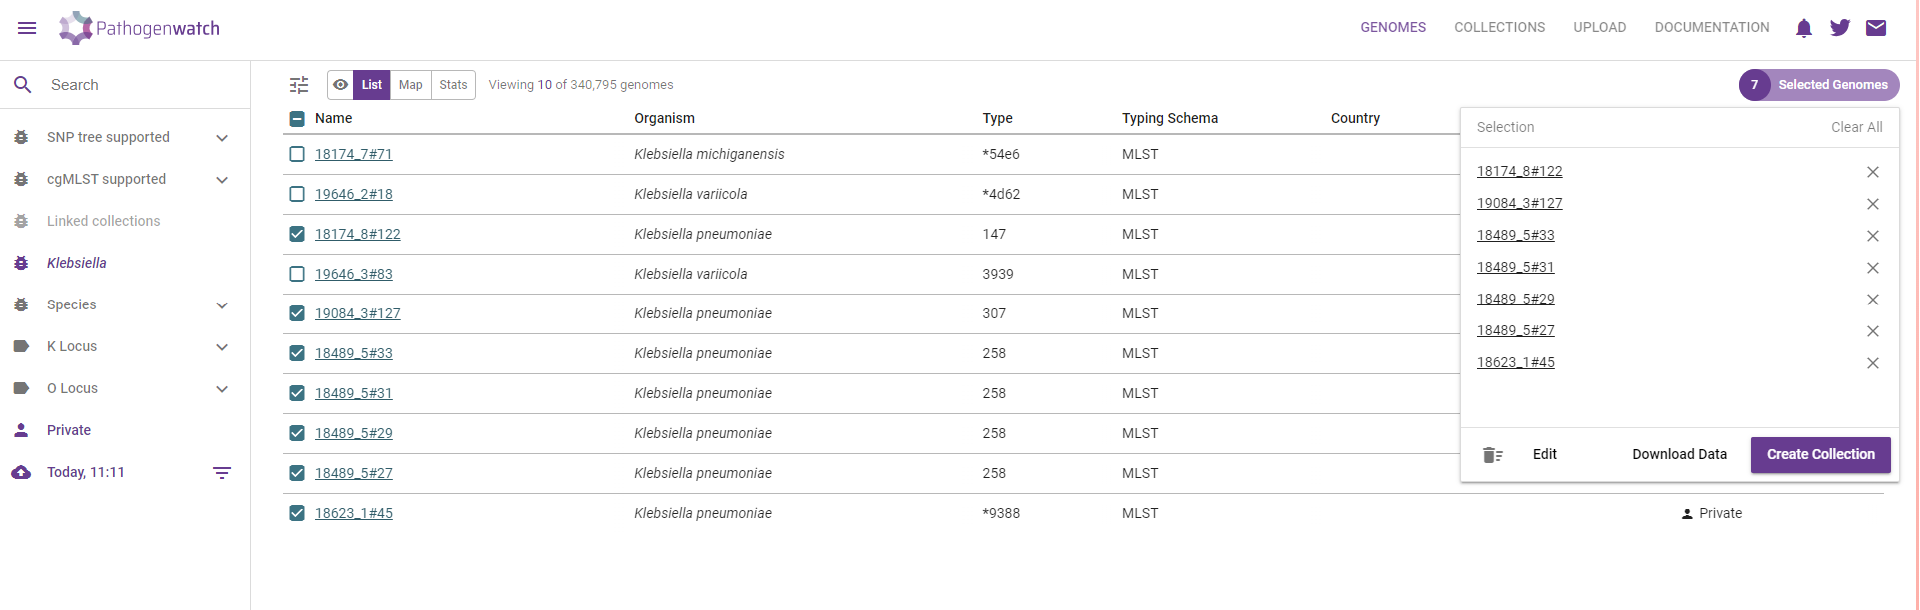 Pathogenwatch
GENOMES COLLECTIONS UPLOAD DOCUMENTATION
Search
List Map Stats Viewing 10 of 340,795 genomes
7 Selected Genomes
SNP tree supported
cgMLST supported
Linked collections
Klebsiella
Species
K Locus
O Locus
Private
Today, 11:11
Name Organism Type Typing Schema Country
18174_7#71 Klebsiella michiganensis *54e6 MLST
19646_2#18 Klebsiella variicola *4d62 MLST
18174_8#122 Klebsiella pneumoniae 147 MLST
19646_3#83 Klebsiella variicola 3939 MLST
19084_3#127 Klebsiella pneumoniae 307 MLST
18489_5#33 Klebsiella pneumoniae 258 MLST
18489_5#31 Klebsiella pneumoniae 258 MLST
18489_5#29 Klebsiella pneumoniae 258 MLST
18489_5#27 Klebsiella pneumoniae 258 MLST
18623_1#45 Klebsiella pneumoniae *9388 MLST Private
Selection Clear All
18174_8#122
19084_3#127
18489_5#33
18489_5#31
18489_5#29
18489_5#27
18623_1#45
Edit Download Data Create Collection